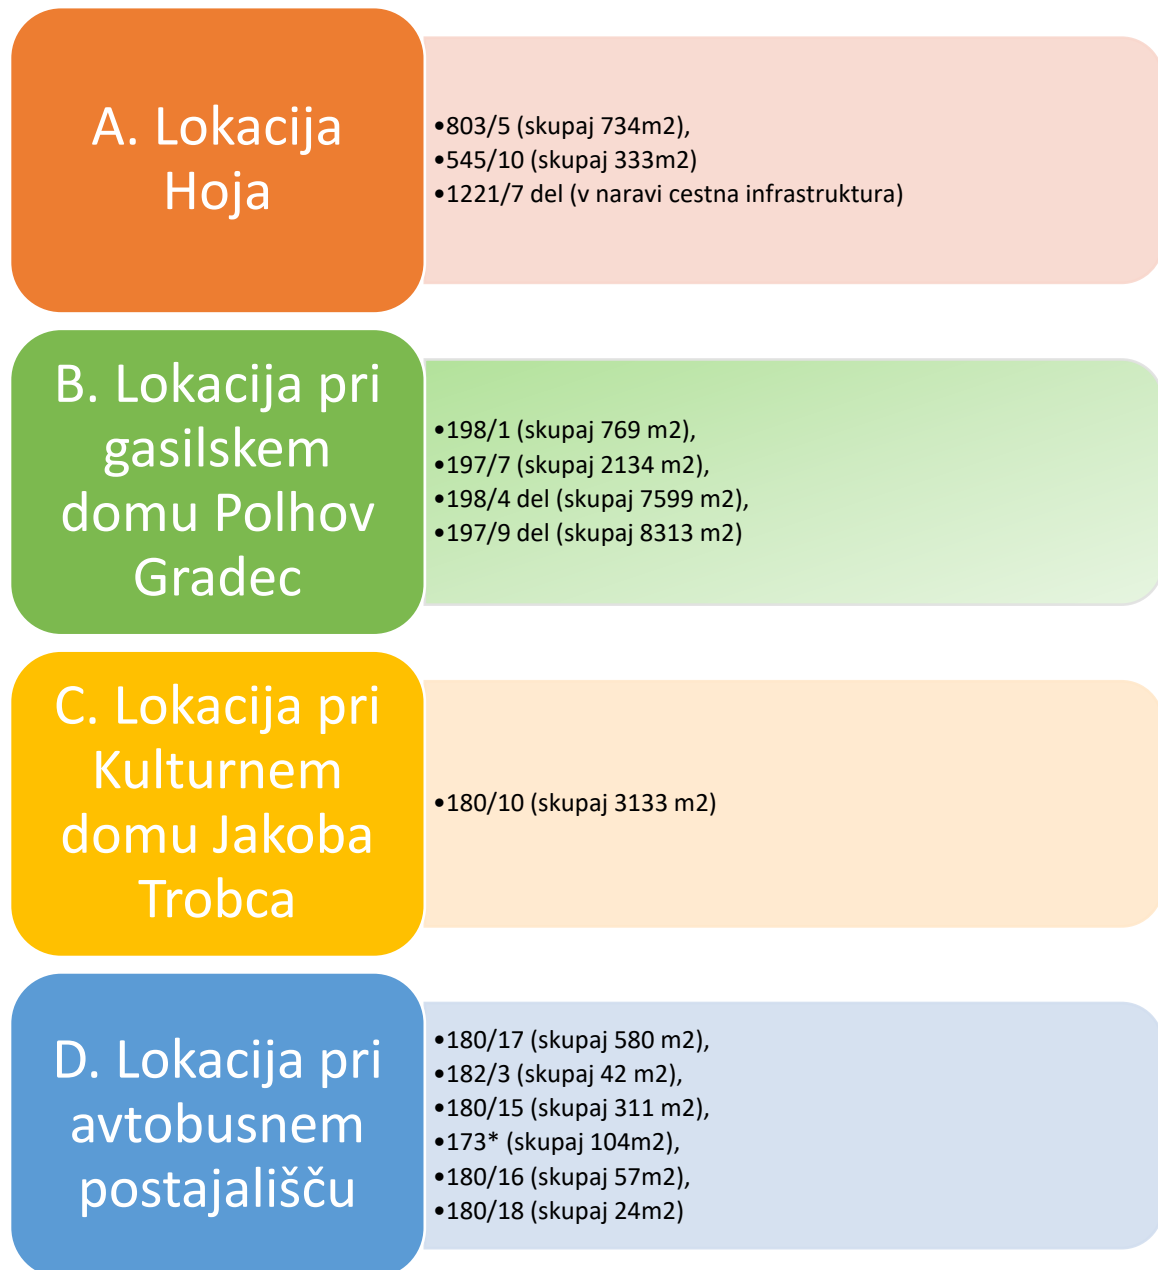 A. Lokacija
Hoja
•803/5 (skupaj 734m2),
•545/10 (skupaj 333m2)
•1221/7 del (v naravi cestna infrastruktura)
B. Lokacija pri
gasilskem
domu Polhov
Gradec
•198/1 (skupaj 769 m2),
•197/7 (skupaj 2134 m2),
•198/4 del (skupaj 7599 m2),
•197/9 del (skupaj 8313 m2)
C. Lokacija pri
Kulturnem
domu Jakoba
Trobca
•180/10 (skupaj 3133 m2)
D. Lokacija pri
avtobusnem
postajališču
•180/17 (skupaj 580 m2),
•182/3 (skupaj 42 m2),
•180/15 (skupaj 311 m2),
•173* (skupaj 104m2),
•180/16 (skupaj 57m2),
•180/18 (skupaj 24m2)